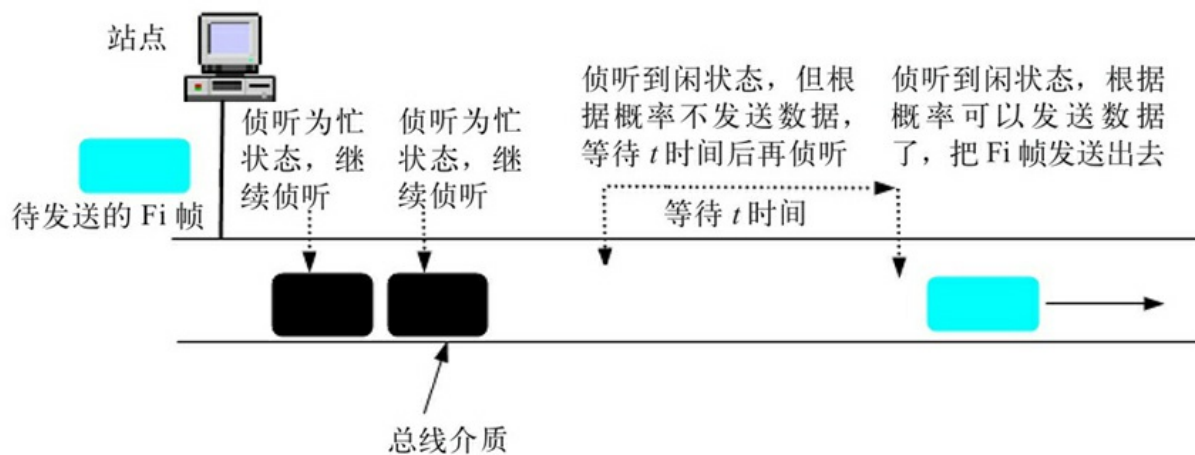 站点
待发送的 Fi 帧
侦听为忙
状态，继
续侦听
侦听为忙
状态，继
续侦听
侦听到闲状态，但根
据概率不发送数据，
等待 t 时间后再侦听
等待 t 时间
侦听到闲状态，根据
概率可以发送数据
了，把 Fi 帧发送出去
总线介质